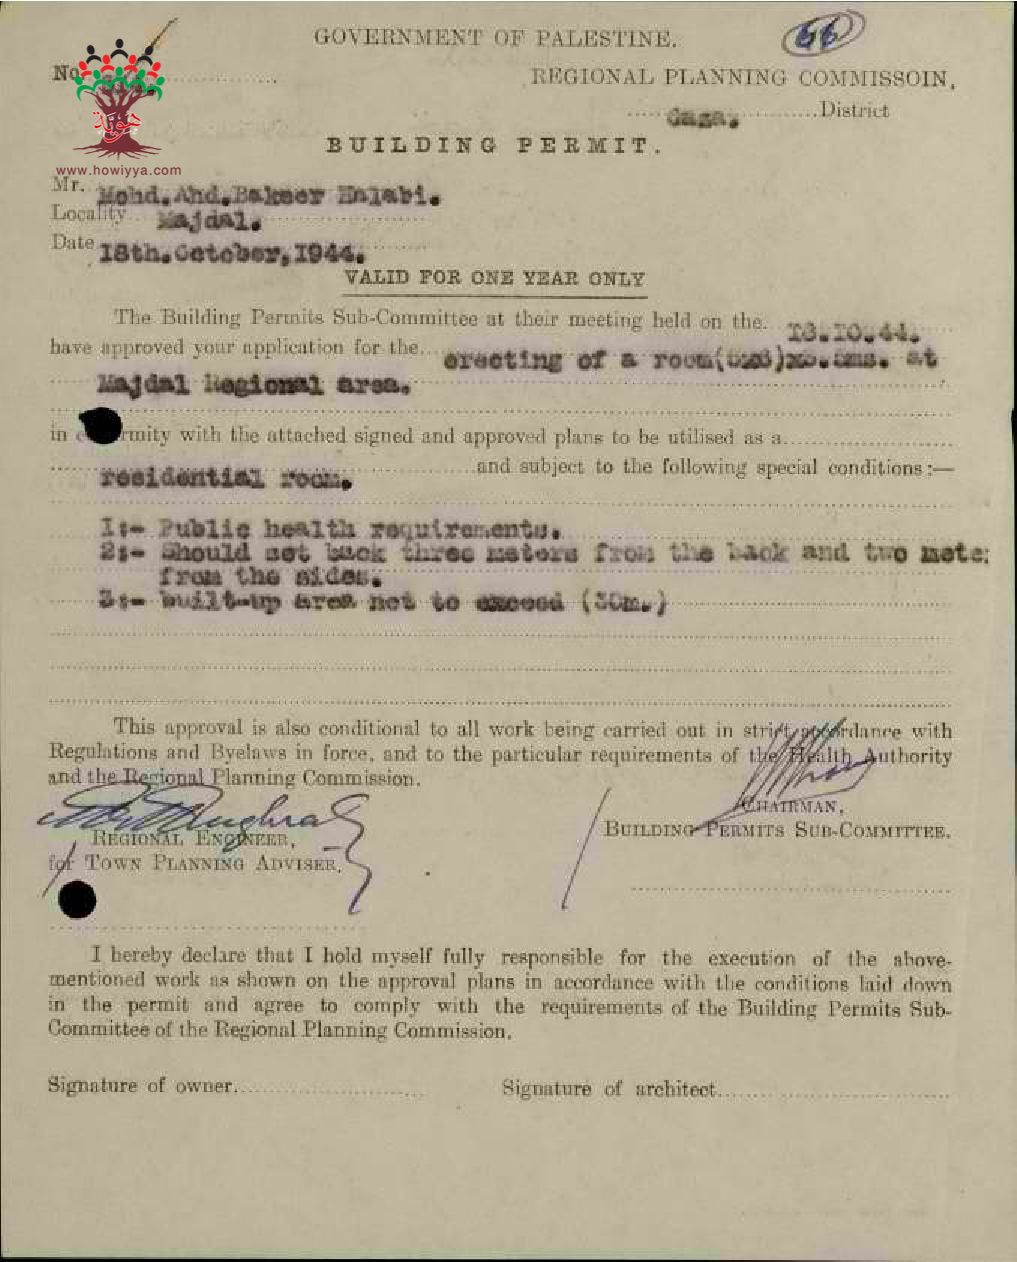 GOVERNMENT OF PALESTINE.
66
No.
REGIONAL PLANNING COMMISSOIN,
Gaza. District
BUILDING PERMIT.
هوية
www.howiyya.com
Mr. Mohd.Ahd.Bakeer Halabi.
Locality Majdal.
Date 18th.October,1944.
VALID FOR ONE YEAR ONLY
The Building Permits Sub-Committee at their meeting held on the. 18.10.44.
have approved your application for the. erecting of a room at
Majdal Regional area.
in conformity with the attached signed and approved plans to be utilised as a
residential room. and subject to the following special conditions :—
1:- Public health requirements.
2:- Should set back three meters from the back and two mete
from the sides.
3:- built-up area not to exceed (30m.)
This approval is also conditional to all work being carried out in strict accordance with
Regulations and Byelaws in force, and to the particular requirements of the Health Authority
and the Regional Planning Commission.
CHAIRMAN,
BUILDING PERMITS SUB-COMMITTEE.
REGIONAL ENGINEER,
for TOWN PLANNING ADVISER.
I hereby declare that I hold myself fully responsible for the execution of the above-
mentioned work as shown on the approval plans in accordance with the conditions laid down
in the permit and agree to comply with the requirements of the Building Permits Sub-
Committee of the Regional Planning Commission.
Signature of owner
Signature of architect